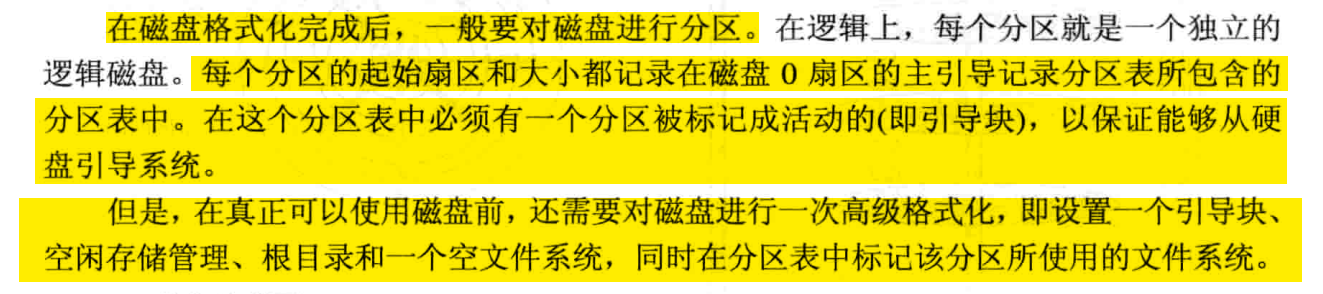 在磁盘格式化完成后，一般要对磁盘进行分区。在逻辑上，每个分区就是一个独立的
逻辑磁盘。每个分区的起始扇区和大小都记录在磁盘 0 扇区的主引导记录分区表所包含的
分区表中。在这个分区表中必须有一个分区被标记成活动的(即引导块)，以保证能够从硬
盘引导系统。
但是，在真正可以使用磁盘前，还需要对磁盘进行一次高级格式化，即设置一个引导块、
空闲存储管理、根目录和一个空文件系统，同时在分区表中标记该分区所使用的文件系统。